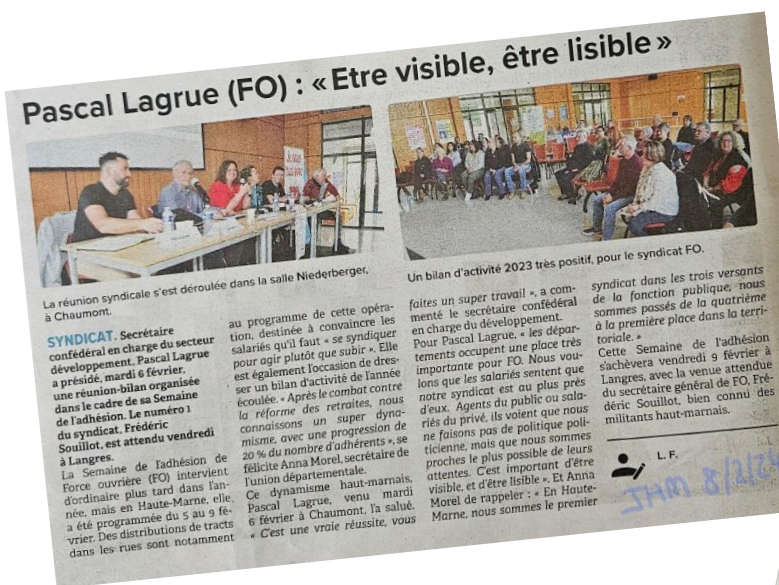 Pascal Lagrue (FO) : « Etre visible, être lisible »
La réunion syndicale s'est déroulée dans la salle Niederberger,
à Chaumont.
Un bilan d'activité 2023 très positif, pour le syndicat FO.
SYNDICAT. Secrétaire
confédéral en charge du secteur
développement, Pascal Lagrue
a présidé, mardi 6 février,
une réunion-bilan organisée
dans le cadre de sa Semaine
de l'adhésion. Le numéro 1
du syndicat, Frédéric
Souillot, est attendu vendredi
à Langres.
La Semaine de l'adhésion de
Force ouvrière (FO) intervient
d'ordinaire plus tard dans l'an-
née, mais en Haute-Marne, elle
a été programmée du 5 au 9 fé-
vrier. Des distributions de tracts
dans les rues sont notamment
au programme de cette opéra-
tion, destinée à convaincre les
salariés qu'il faut « se syndiquer
pour agir plutôt que subir ». Elle
est également l'occasion de dres-
ser un bilan d'activité de l'année
écoulée. « Après le combat contre
la réforme des retraites, nous
connaissons un super dyna-
misme, avec une progression de
20 % du nombre d'adhérents », se
félicite Anna Morel, secrétaire de
l'union départementale.
Ce dynamisme haut-marnais,
Pascal Lagrue, venu mardi
6 février à Chaumont, l'a salué.
« C'est une vraie réussite, vous
faites un super travail », a com-
menté le secrétaire confédéral
en charge du développement.
Pour Pascal Lagrue, « les dépar-
tements occupent une place très
importante pour FO. Nous vou-
lons que les salariés sentent que
notre syndicat est au plus près
d'eux. Agents du public ou sala-
riés du privé, ils voient que nous
ne faisons pas de politique poli-
ticienne, mais que nous sommes
proches le plus possible de leurs
attentes. C'est important d'être
visible, et d'être lisible ». Et Anna
Morel de rappeler : « En Haute-
Marne, nous sommes le premier
syndicat dans les trois versants
de la fonction publique, nous
sommes passés de la quatrième
à la première place dans la terri-
toriale. »
Cette Semaine de l'adhésion
s'achèvera vendredi 9 février à
Langres, avec la venue attendue
du secrétaire général de FO, Fré-
déric Souillot, bien connu des
militants haut-marnais.
L. F.
JHM 8/2/24